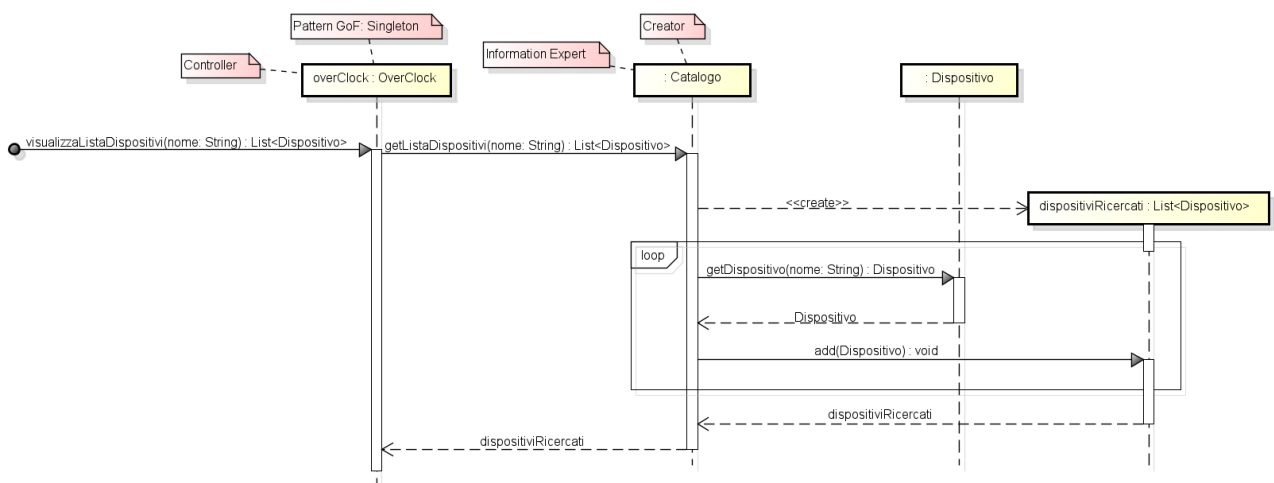 Pattern GoF: Singleton
Creator
Controller
Information Expert
overClock : OverClock
: Catalogo
: Dispositivo
visualizzaListaDispositivi(nome: String) : List<Dispositivo>
getListaDispositivi(nome: String) : List<Dispositivo>
<<create>>
dispositiviRicercati : List<Dispositivo>
loop
getDispositivo(nome: String) : Dispositivo
Dispositivo
add(Dispositivo) : void
dispositiviRicercati
dispositiviRicercati